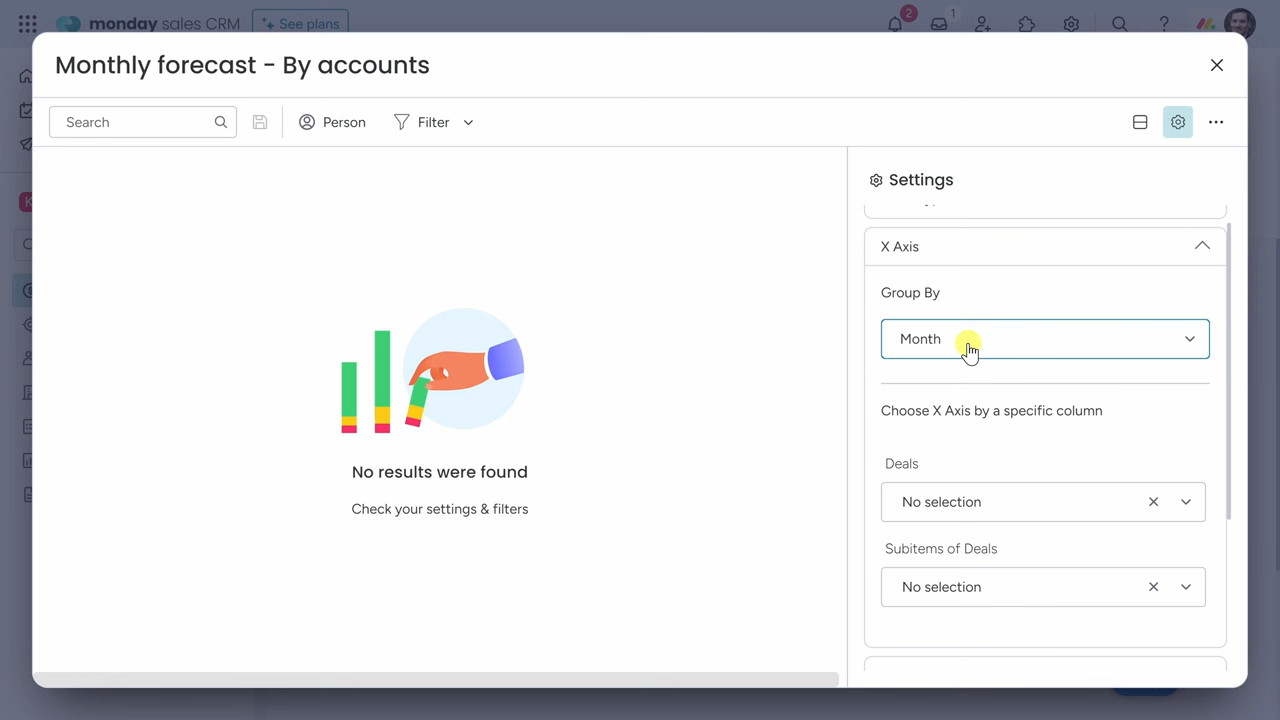 monday sales CRM
See plans
2
1
Monthly forecast - By accounts
Search
Person
Filter
Settings
X Axis
Group By
Month
Choose X Axis by a specific column
Deals
No selection
Subitems of Deals
No selection
No results were found
Check your settings & filters